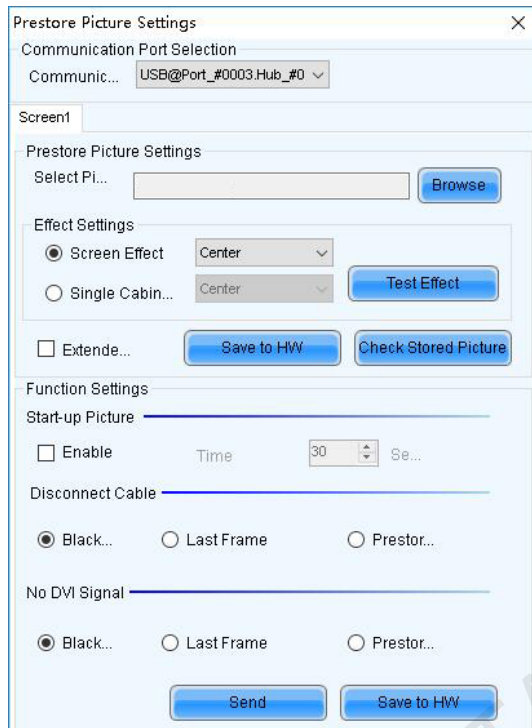 Prestore Picture Settings
Communication Port Selection
Communic... USB@Port_#0003.Hub_#0
Screen1
Prestore Picture Settings
Select Pi... Browse
Effect Settings
Screen Effect Center
Single Cabin... Center Test Effect
Extende... Save to HW Check Stored Picture
Function Settings
Start-up Picture
Enable Time 30 Se...
Disconnect Cable
Black... Last Frame Prestor...
No DVI Signal
Black... Last Frame Prestor...
Send Save to HW